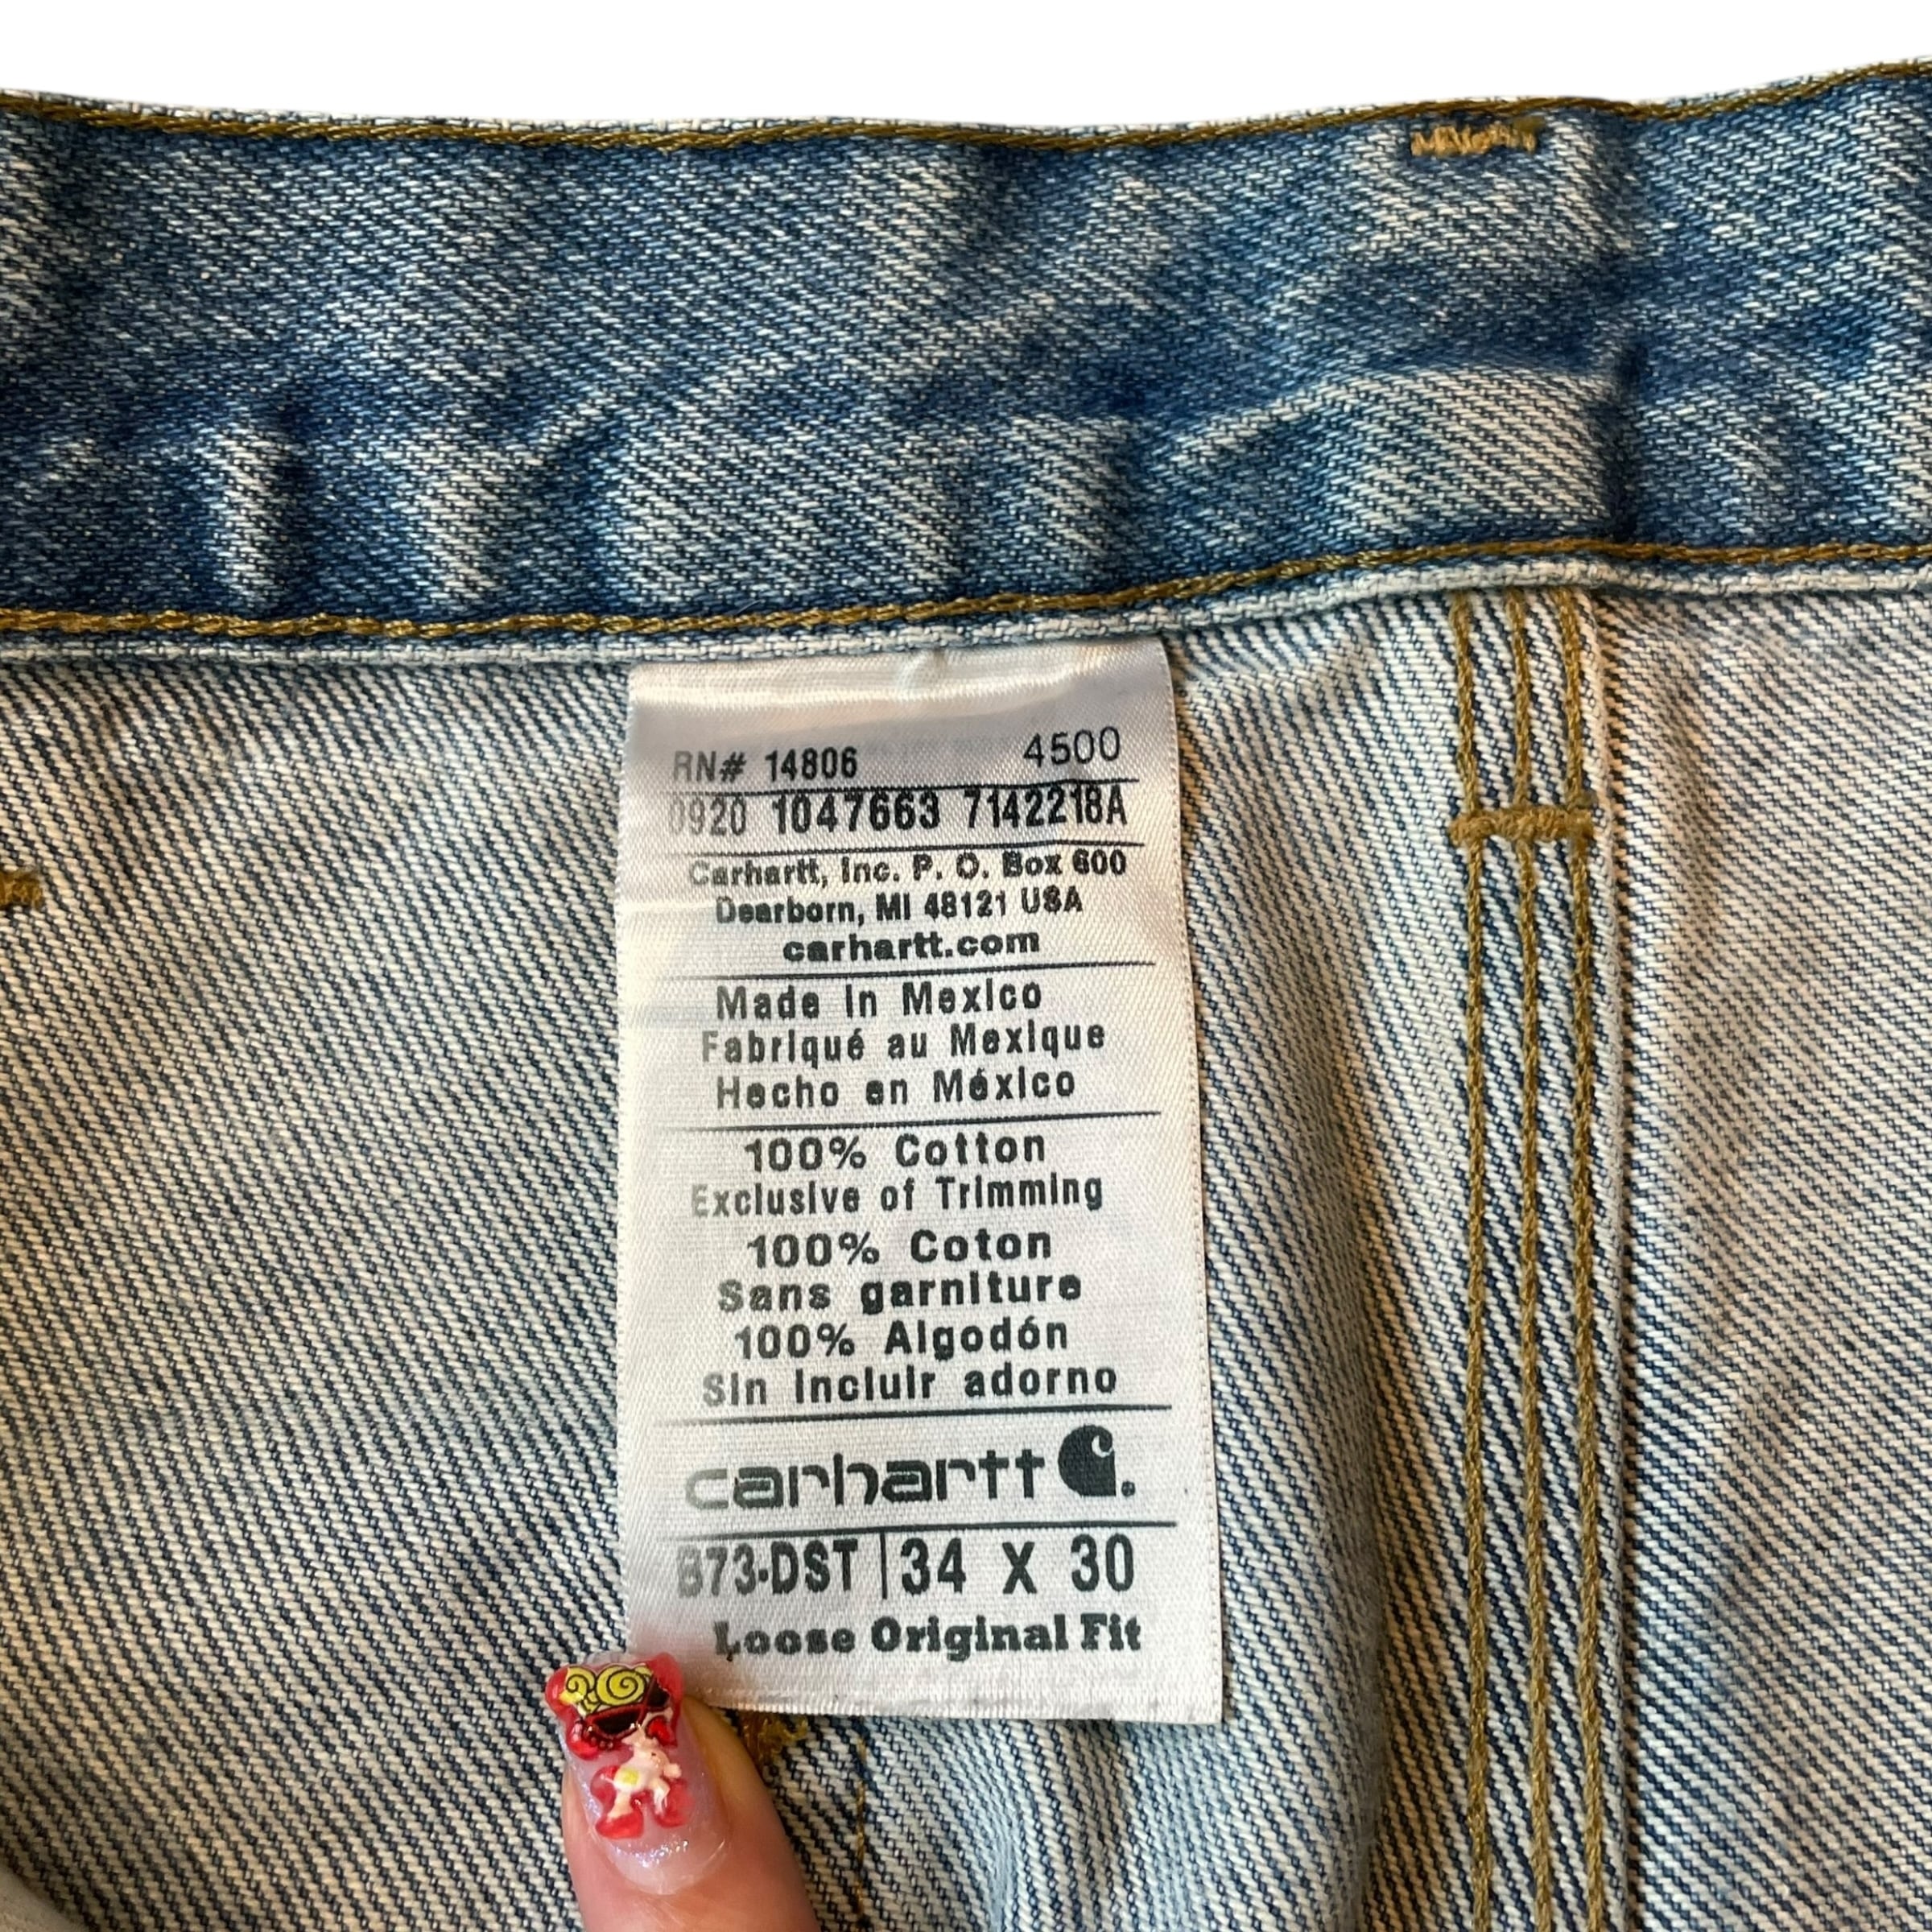 RN# 14806 4500
0920 1047663 7142218A
Carhartt, Inc. P. O. Box 600
Dearborn, MI 48121 USA
carhartt.com
Made in Mexico
Fabriqué au Mexique
Hecho en México
100% Cotton
Exclusive of Trimming
100% Coton
Sans garniture
100% Algodón
Sin incluir adorno
carhartt
B73-DST | 34 X 30
Loose Original Fit